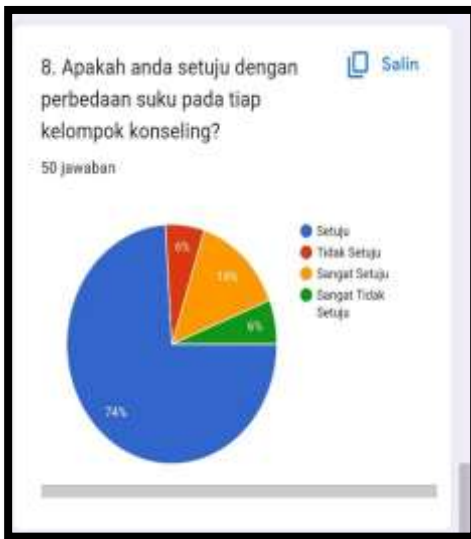 8. Apakah anda setuju dengan
perbedaan suku pada tiap
kelompok konseling?
Salin
50 jawaban
Setuju
Tidak Setuju
Sangat Setuju
Sangat Tidak
Setuju
6%
14%
6%
74%